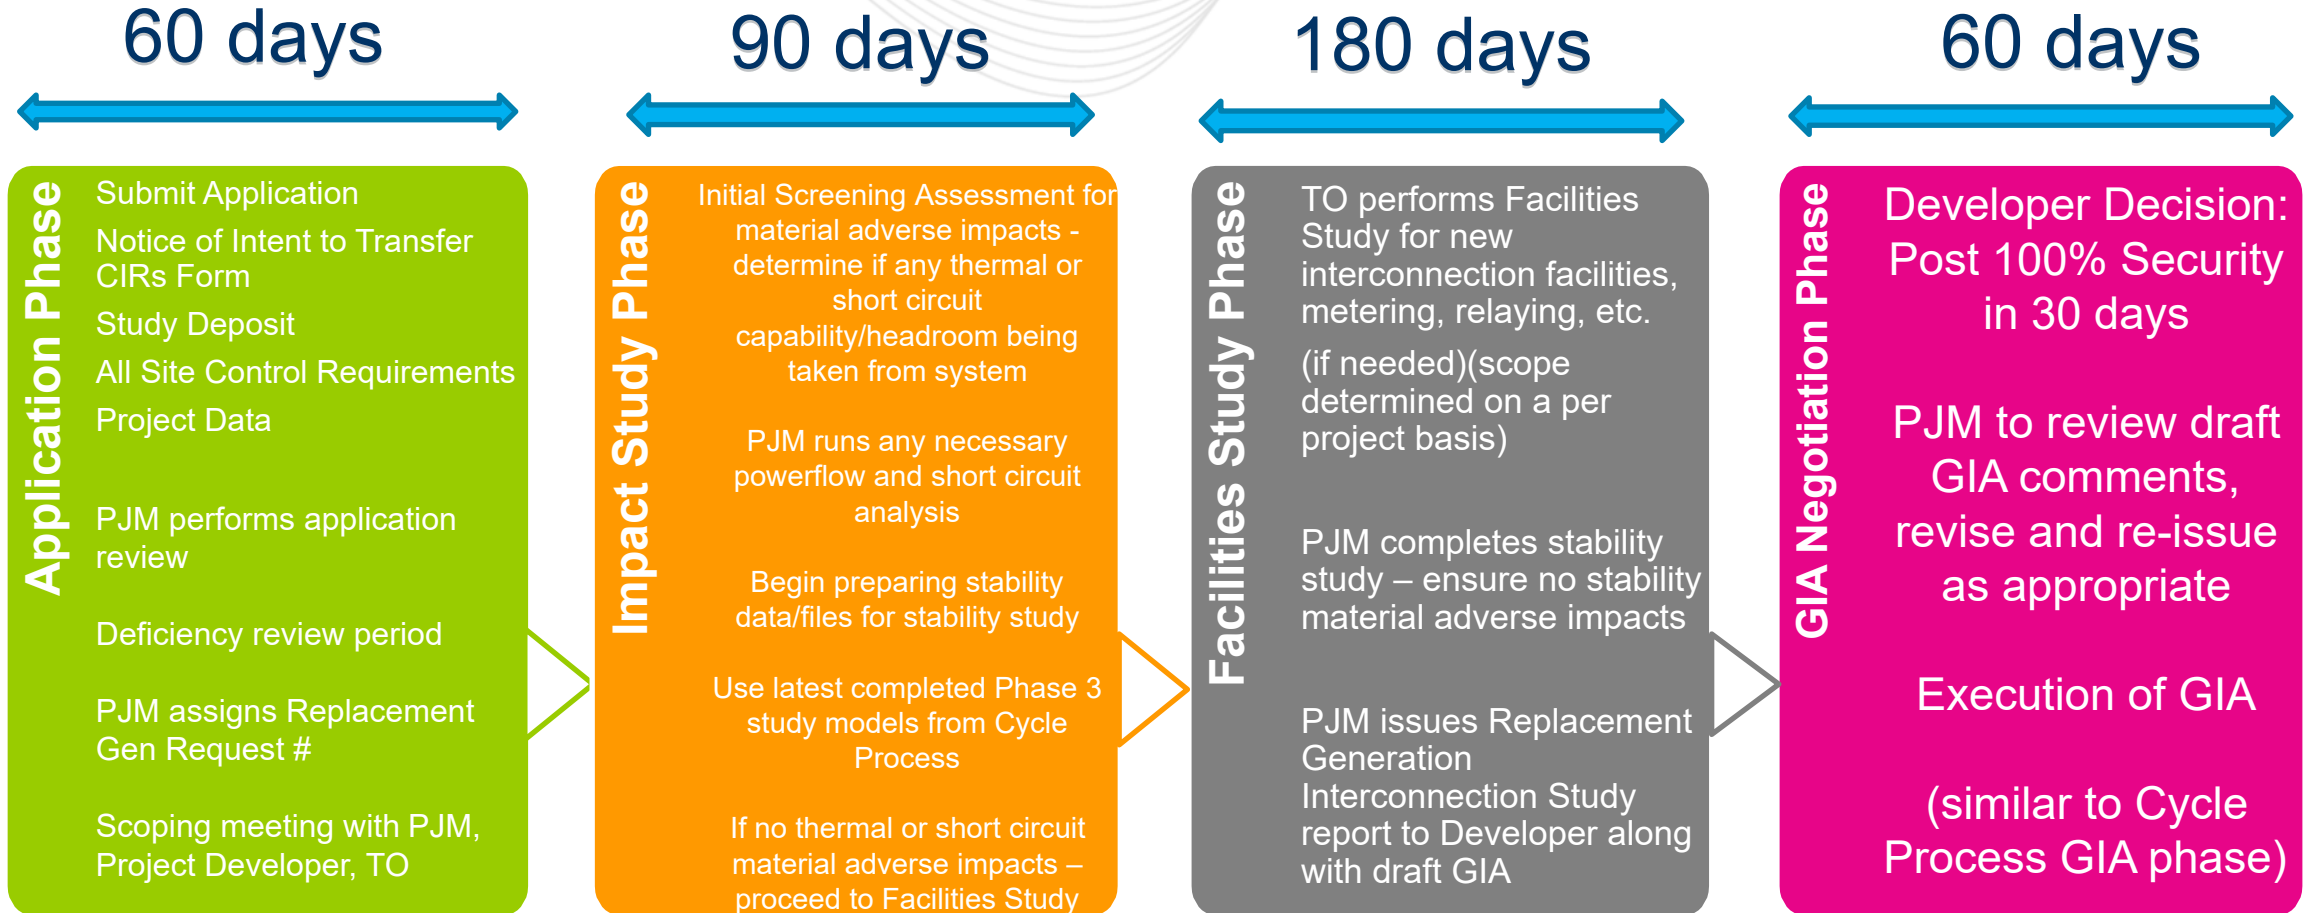 60 days
90 days
180 days
60 days
Application Phase
Submit Application
Notice of Intent to Transfer
CIRs Form
Study Deposit
All Site Control Requirements
Project Data
PJM performs application
review
Deficiency review period
PJM assigns Replacement
Gen Request #
Scoping meeting with PJM,
Project Developer, TO
Impact Study Phase
Initial Screening Assessment for
material adverse impacts -
determine if any thermal or
short circuit
capability/headroom being
taken from system
PJM runs any necessary
powerflow and short circuit
analysis
Begin preparing stability
data/files for stability study
Use latest completed Phase 3
study models from Cycle
Process
If no thermal or short circuit
material adverse impacts –
proceed to Facilities Study
Facilities Study Phase
TO performs Facilities
Study for new
interconnection facilities,
metering, relaying, etc.
(if needed)(scope
determined on a per
project basis)
PJM completes stability
study – ensure no stability
material adverse impacts
PJM issues Replacement
Generation
Interconnection Study
report to Developer along
with draft GIA
GIA Negotiation Phase
Developer Decision:
Post 100% Security
in 30 days
PJM to review draft
GIA comments,
revise and re-issue
as appropriate
Execution of GIA
(similar to Cycle
Process GIA phase)